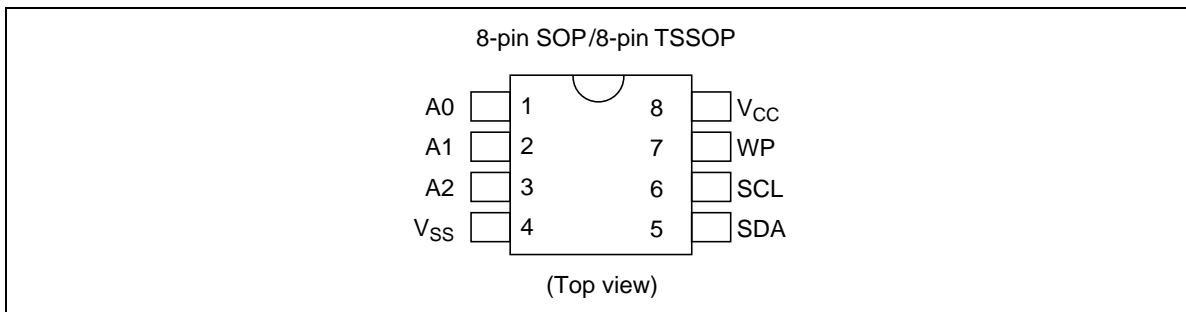 8-pin SOP/8-pin TSSOP
A0 1 8 VCC
A1 2 7 WP
A2 3 6 SCL
VSS 4 5 SDA
(Top view)